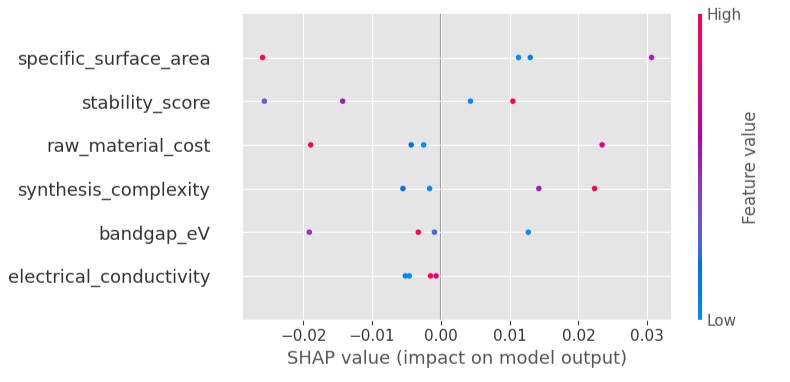 High
specific_surface_area
stability_score
raw_material_cost
synthesis_complexity
bandgap_eV
electrical_conductivity
Feature value
Low
−0.02 −0.01 0.00 0.01 0.02 0.03
SHAP value (impact on model output)